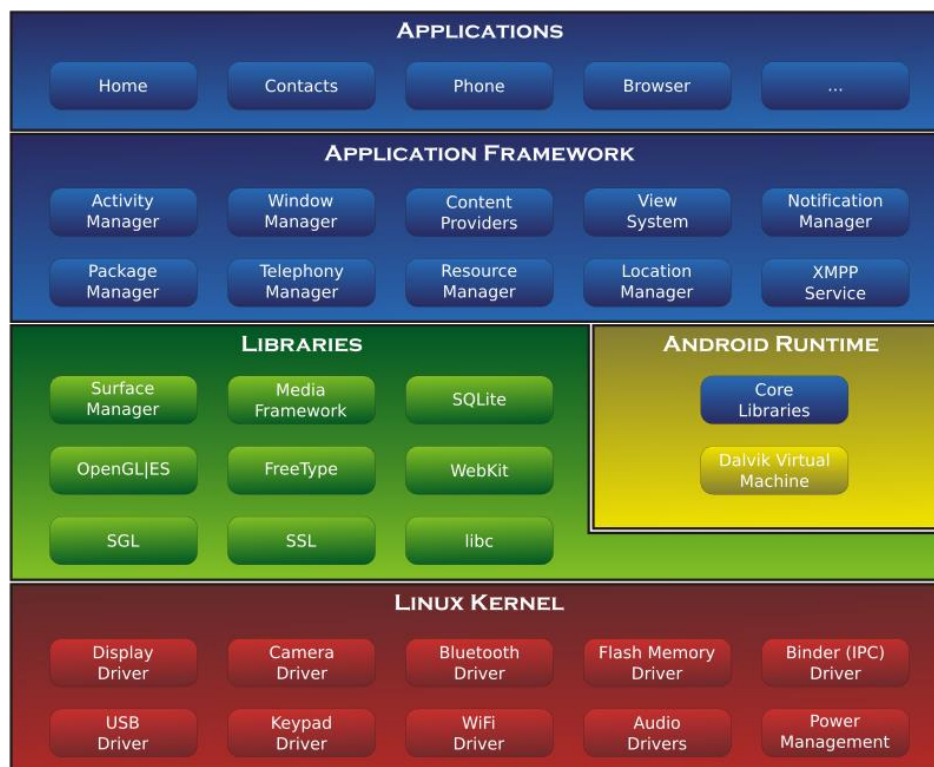 APPLICATIONS
Home
Contacts
Phone
Browser
...
APPLICATION FRAMEWORK
Activity
Manager
Window
Manager
Content
Providers
View
System
Notification
Manager
Package
Manager
Telephony
Manager
Resource
Manager
Location
Manager
XMPP
Service
LIBRARIES
Surface
Manager
Media
Framework
SQLite
OpenGL|ES
FreeType
WebKit
SGL
SSL
libc
ANDROID RUNTIME
Core
Libraries
Dalvik Virtual
Machine
LINUX KERNEL
Display
Driver
Camera
Driver
Bluetooth
Driver
Flash Memory
Driver
Binder (IPC)
Driver
USB
Driver
Keypad
Driver
WiFi
Driver
Audio
Drivers
Power
Management